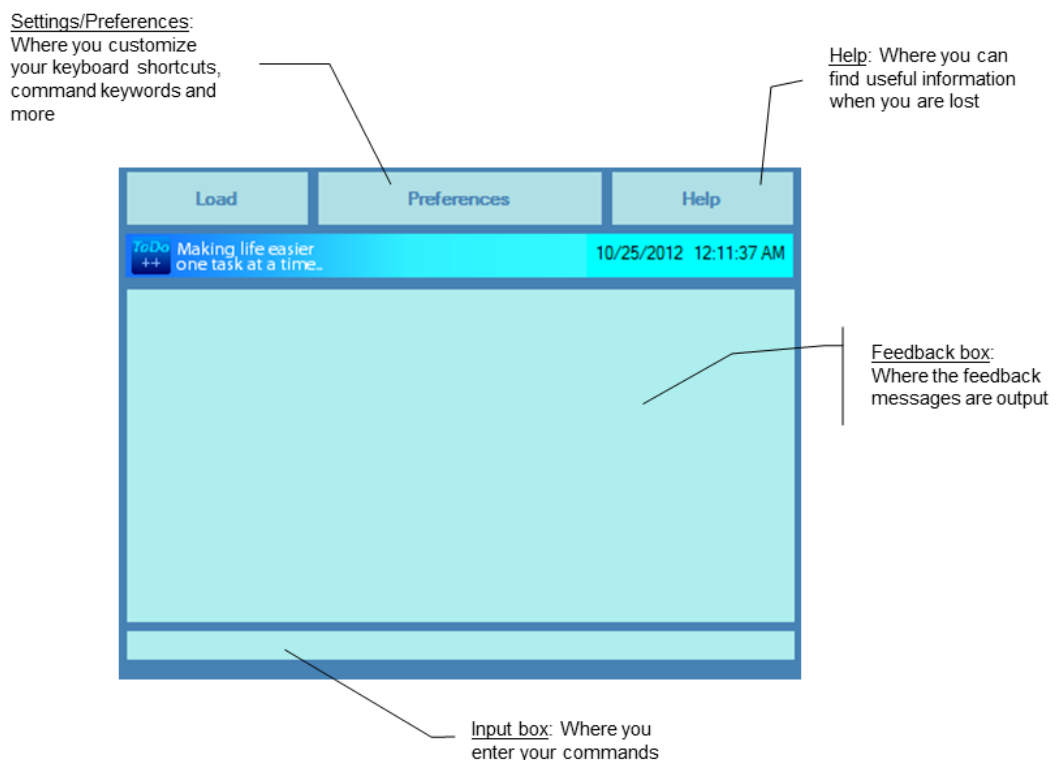 Settings/Preferences:
Where you customize
your keyboard shortcuts,
command keywords and
more
Help: Where you can
find useful information
when you are lost
Load
Preferences
Help
ToDo
++
Making life easier
one task at a time..
10/25/2012 12:11:37 AM
Feedback box:
Where the feedback
messages are output
Input box: Where you
enter your commands